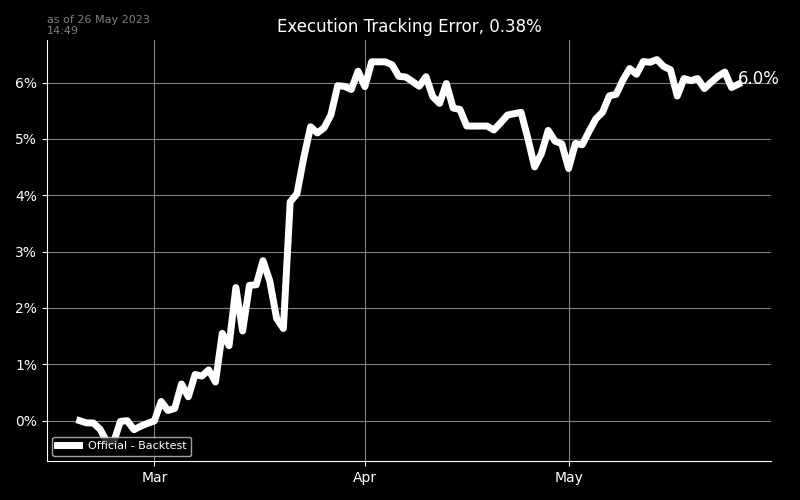 as of 26 May 2023
14:49
Execution Tracking Error, 0.38%
6.0%
6%
5%
4%
3%
2%
1%
0%
Official - Backtest
Mar
Apr
May